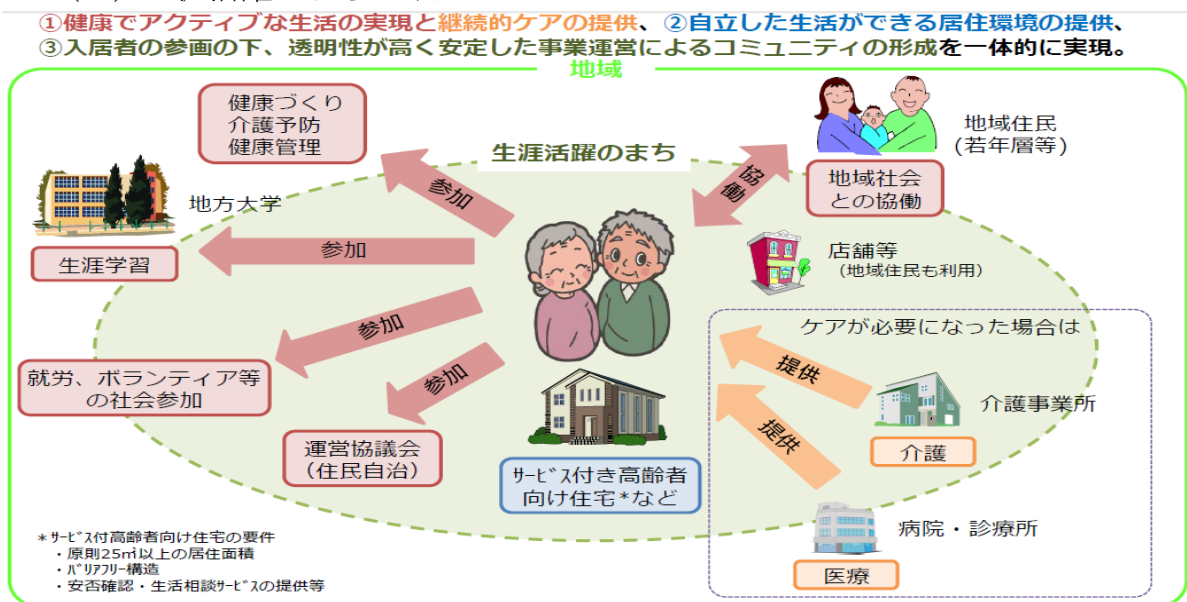 ①健康でアクティブな生活の実現と継続的ケアの提供、②自立した生活ができる居住環境の提供、
③入居者の参画の下、透明性が高く安定した事業運営によるコミュニティの形成を一体的に実現。
地域
健康づくり
介護予防
健康管理
生涯活躍のまち
地域住民
(若年層等)
協働
地域社会
との協働
参加
地方大学
生涯学習
参加
店舗等
(地域住民も利用)
ケアが必要になった場合は
参加
就労、ボランティア等
の社会参加
参加
運営協議会
(住民自治)
提供
介護事業所
介護
提供
ｻｰﾋﾞｽ付き高齢者
向け住宅*など
病院・診療所
医療
*ｻｰﾋﾞｽ付高齢者向け住宅の要件
・原則25㎡以上の居住面積
・ﾊﾞﾘｱﾌﾘｰ構造
・安否確認・生活相談ｻｰﾋﾞｽの提供等